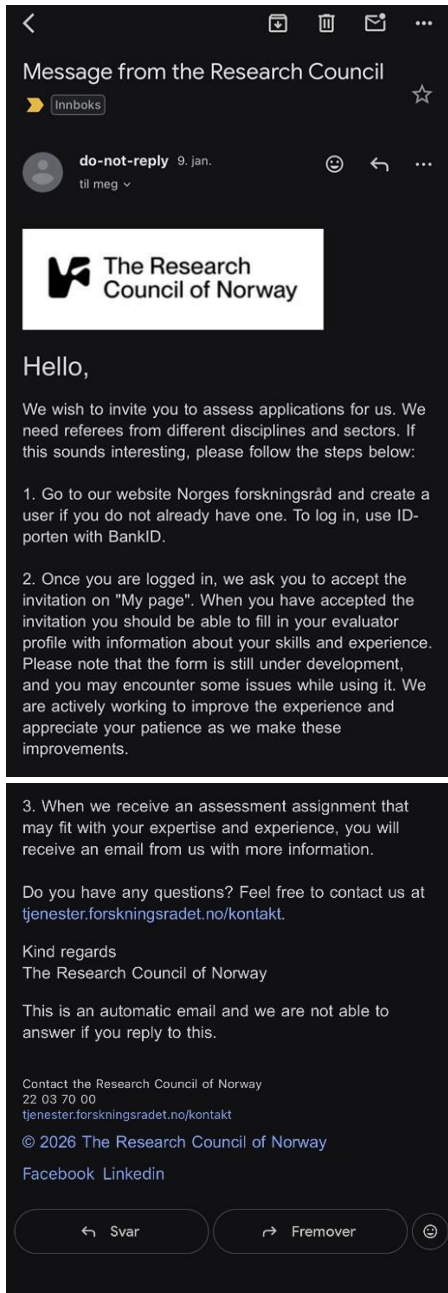 Message from the Research Council
Innboks
do-not-reply 9. jan.
til meg
The Research
Council of Norway
Hello,
We wish to invite you to assess applications for us. We
need referees from different disciplines and sectors. If
this sounds interesting, please follow the steps below:
1. Go to our website Norges forskningsråd and create a
user if you do not already have one. To log in, use ID-
porten with BankID.
2. Once you are logged in, we ask you to accept the
invitation on "My page". When you have accepted the
invitation you should be able to fill in your evaluator
profile with information about your skills and experience.
Please note that the form is still under development,
and you may encounter some issues while using it. We
are actively working to improve the experience and
appreciate your patience as we make these
improvements.
3. When we receive an assessment assignment that
may fit with your expertise and experience, you will
receive an email from us with more information.
Do you have any questions? Feel free to contact us at
tjenester.forskningsradet.no/kontakt.
Kind regards
The Research Council of Norway
This is an automatic email and we are not able to
answer if you reply to this.
Contact the Research Council of Norway
22 03 70 00
tjenester.forskningsradet.no/kontakt
© 2026 The Research Council of Norway
Facebook Linkedin
Svar
Fremover